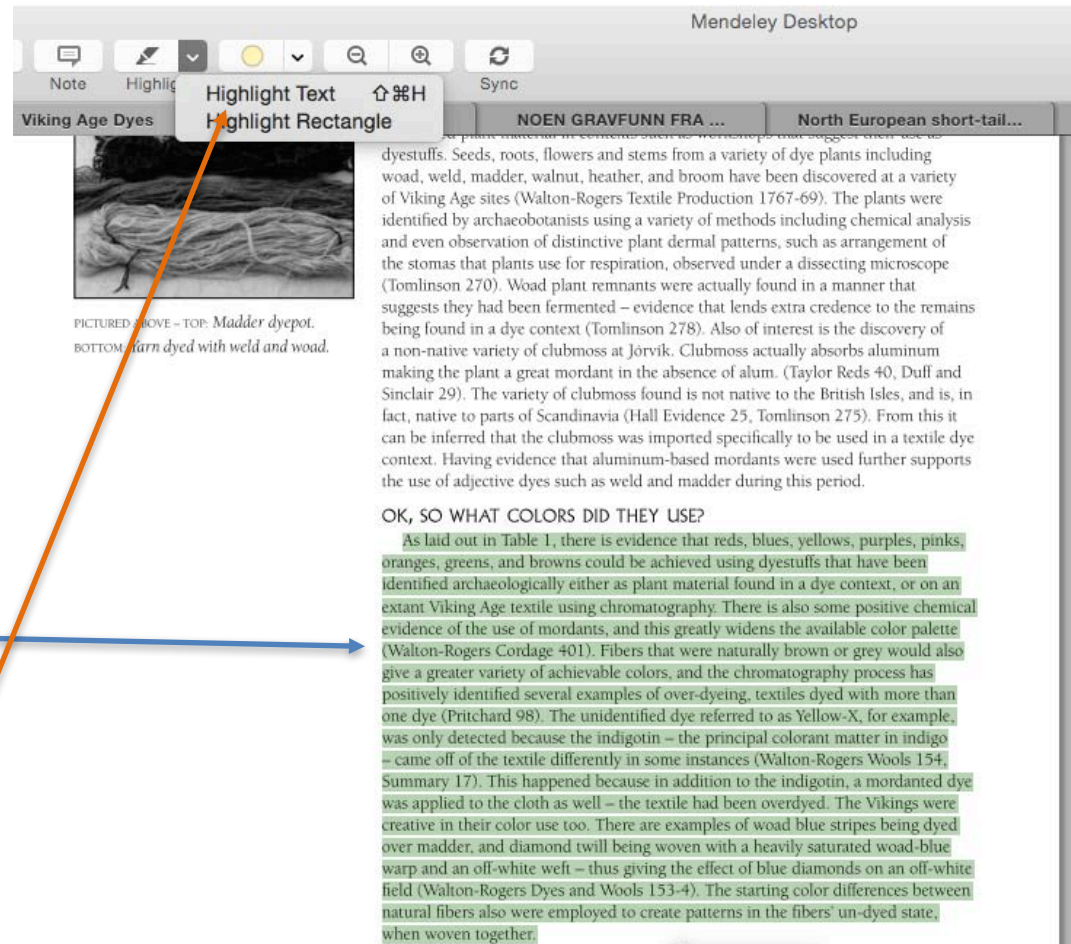 Mendeley Desktop
Note
Highlig
Sync
Highlight Text ⇧⌘H
Highlight Rectangle
Viking Age Dyes
NOEN GRAVFUNN FRA ...
North European short-tail...
plant material in contexts such as workshops that suggest their use as
dyestuffs. Seeds, roots, flowers and stems from a variety of dye plants including
woad, weld, madder, walnut, heather, and broom have been discovered at a variety
of Viking Age sites (Walton-Rogers Textile Production 1767-69). The plants were
identified by archaeobotanists using a variety of methods including chemical analysis
and even observation of distinctive plant dermal patterns, such as arrangement of
the stomas that plants use for respiration, observed under a dissecting microscope
(Tomlinson 270). Woad plant remnants were actually found in a manner that
suggests they had been fermented – evidence that lends extra credence to the remains
being found in a dye context (Tomlinson 278). Also of interest is the discovery of
a non-native variety of clubmoss at Jórvík. Clubmoss actually absorbs aluminum
making the plant a great mordant in the absence of alum. (Taylor Reds 40, Duff and
Sinclair 29). The variety of clubmoss found is not native to the British Isles, and is, in
fact, native to parts of Scandinavia (Hall Evidence 25, Tomlinson 275). From this it
can be inferred that the clubmoss was imported specifically to be used in a textile dye
context. Having evidence that aluminum-based mordants were used further supports
the use of adjective dyes such as weld and madder during this period.
PICTURED ABOVE – TOP: Madder dyepot.
BOTTOM: Yarn dyed with weld and woad.
OK, SO WHAT COLORS DID THEY USE?
As laid out in Table 1, there is evidence that reds, blues, yellows, purples, pinks,
oranges, greens, and browns could be achieved using dyestuffs that have been
identified archaeologically either as plant material found in a dye context, or on an
extant Viking Age textile using chromatography. There is also some positive chemical
evidence of the use of mordants, and this greatly widens the available color palette
(Walton-Rogers Cordage 401). Fibers that were naturally brown or grey would also
give a greater variety of achievable colors, and the chromatography process has
positively identified several examples of over-dyeing, textiles dyed with more than
one dye (Pritchard 98). The unidentified dye referred to as Yellow-X, for example,
was only detected because the indigotin – the principal colorant matter in indigo
– came off of the textile differently in some instances (Walton-Rogers Wools 154,
Summary 17). This happened because in addition to the indigotin, a mordanted dye
was applied to the cloth as well – the textile had been overdyed. The Vikings were
creative in their color use too. There are examples of woad blue stripes being dyed
over madder, and diamond twill being woven with a heavily saturated woad-blue
warp and an off-white weft – thus giving the effect of blue diamonds on an off-white
field (Walton-Rogers Dyes and Wools 153-4). The starting color differences between
natural fibers also were employed to create patterns in the fibers' un-dyed state,
when woven together.